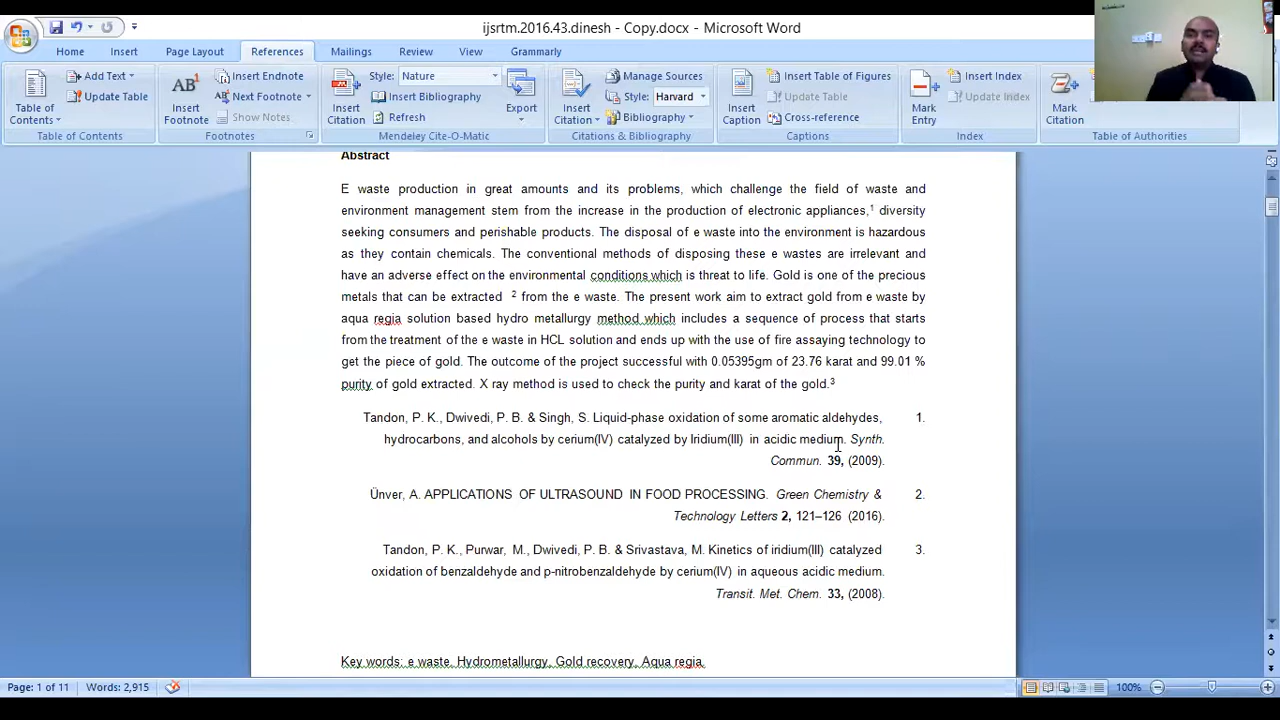 ijsrtm.2016.43.dinesh - Copy.docx - Microsoft Word
Home Insert Page Layout References Mailings Review View Grammarly
Table of Contents
Add Text
Update Table
Table of Contents
AB1
Insert Footnote
Insert Endnote
Next Footnote
Show Notes
Footnotes
Insert Citation
Style: Nature
Insert Bibliography
Refresh
Export
Mendeley Cite-O-Matic
Insert Citation
Manage Sources
Style: Harvard
Bibliography
Citations & Bibliography
Insert Caption
Insert Table of Figures
Update Table
Cross-reference
Captions
Mark Entry
Insert Index
Update Index
Index
Mark Citation
Table of Authorities
Abstract
E waste production in great amounts and its problems, which challenge the field of waste and
environment management stem from the increase in the production of electronic appliances,1 diversity
seeking consumers and perishable products. The disposal of e waste into the environment is hazardous
as they contain chemicals. The conventional methods of disposing these e wastes are irrelevant and
have an adverse effect on the environmental conditions which is threat to life. Gold is one of the precious
metals that can be extracted 2 from the e waste. The present work aim to extract gold from e waste by
aqua regia solution based hydro metallurgy method which includes a sequence of process that starts
from the treatment of the e waste in HCL solution and ends up with the use of fire assaying technology to
get the piece of gold. The outcome of the project successful with 0.05395gm of 23.76 karat and 99.01 %
purity of gold extracted. X ray method is used to check the purity and karat of the gold.3
Tandon, P. K., Dwivedi, P. B. & Singh, S. Liquid-phase oxidation of some aromatic aldehydes, 1.
hydrocarbons, and alcohols by cerium(IV) catalyzed by Iridium(III) in acidic medium. Synth.
Commun. 39, (2009).
Ünver, A. APPLICATIONS OF ULTRASOUND IN FOOD PROCESSING. Green Chemistry & 2.
Technology Letters 2, 121–126 (2016).
Tandon, P. K., Purwar, M., Dwivedi, P. B. & Srivastava, M. Kinetics of iridium(III) catalyzed 3.
oxidation of benzaldehyde and p-nitrobenzaldehyde by cerium(IV) in aqueous acidic medium.
Transit. Met. Chem. 33, (2008).
Key words: e waste, Hydrometallurgy, Gold recovery, Aqua regia,
Page: 1 of 11 Words: 2,915 100%